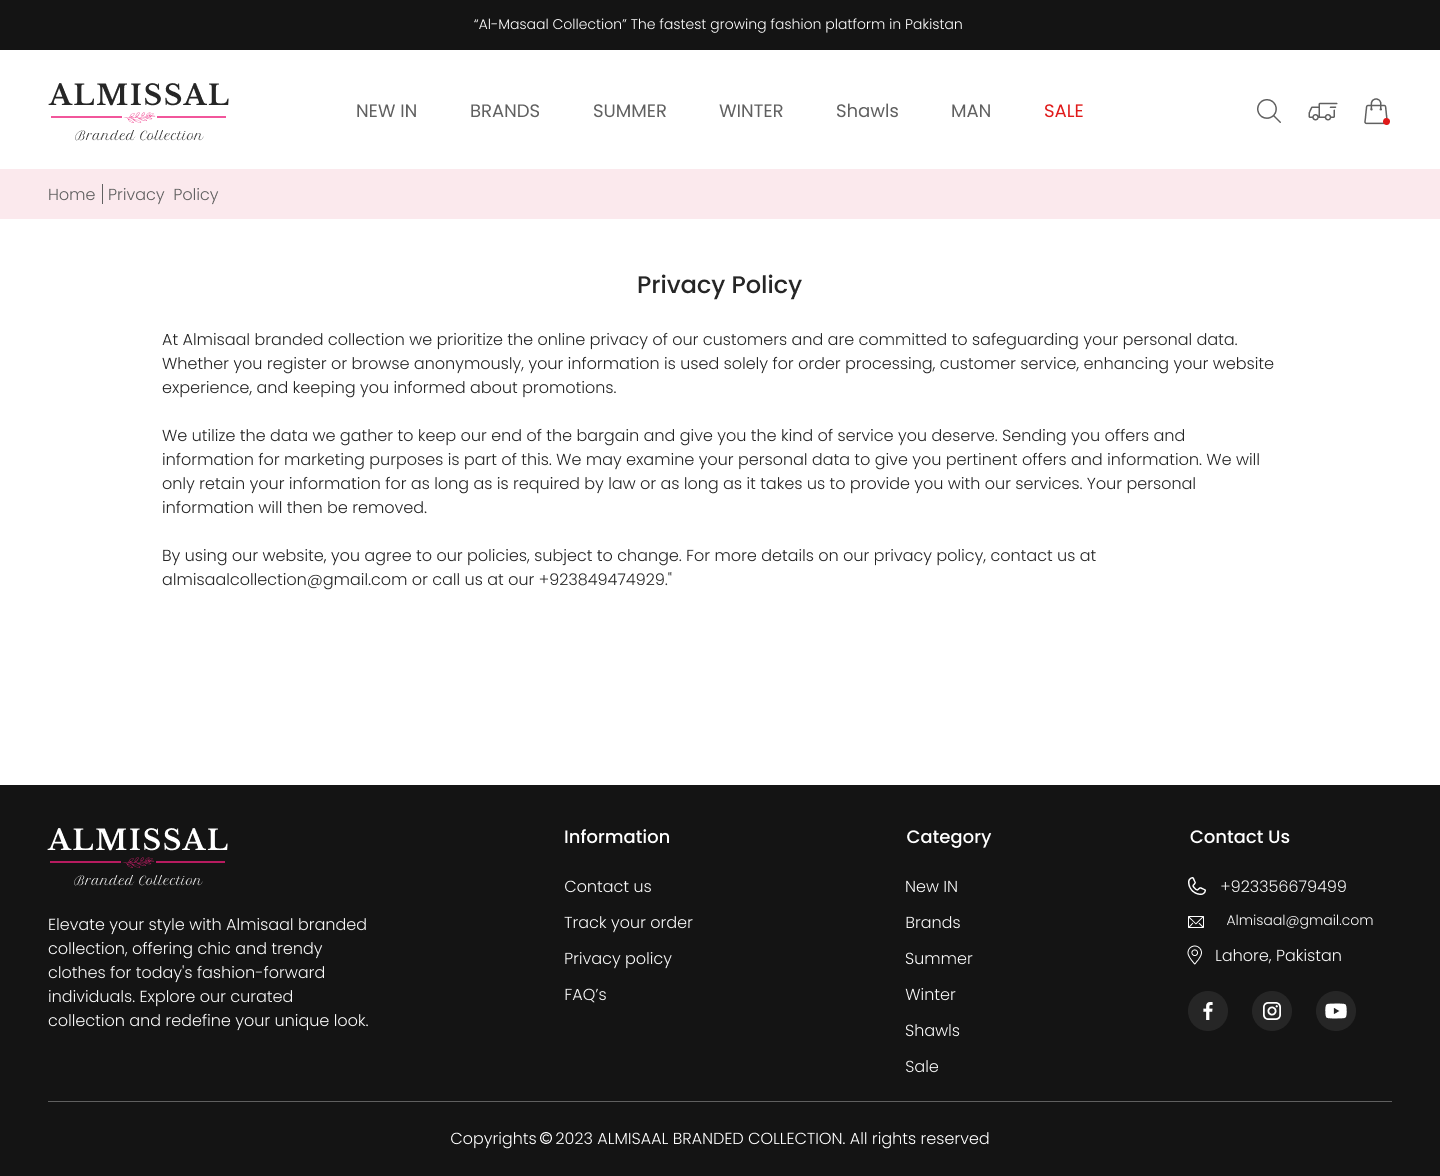 “Al-Masaal Collection” The fastest growing fashion platform in Pakistan
ALMISSAL
Branded Collection
NEW IN
BRANDS
SUMMER
WINTER
Shawls
MAN
SALE
Home | Privacy Policy
Privacy Policy
At Almisaal branded collection we prioritize the online privacy of our customers and are committed to safeguarding your personal data.
Whether you register or browse anonymously, your information is used solely for order processing, customer service, enhancing your website
experience, and keeping you informed about promotions.
We utilize the data we gather to keep our end of the bargain and give you the kind of service you deserve. Sending you offers and
information for marketing purposes is part of this. We may examine your personal data to give you pertinent offers and information. We will
only retain your information for as long as is required by law or as long as it takes us to provide you with our services. Your personal
information will then be removed.
By using our website, you agree to our policies, subject to change. For more details on our privacy policy, contact us at
almisaalcollection@gmail.com or call us at our +923849474929."
ALMISSAL
Branded Collection
Elevate your style with Almisaal branded
collection, offering chic and trendy
clothes for today's fashion-forward
individuals. Explore our curated
collection and redefine your unique look.
Information
Contact us
Track your order
Privacy policy
FAQ’s
Category
New IN
Brands
Summer
Winter
Shawls
Sale
Contact Us
+923356679499
Almisaal@gmail.com
Lahore, Pakistan
Copyrights © 2023 ALMISAAL BRANDED COLLECTION. All rights reserved